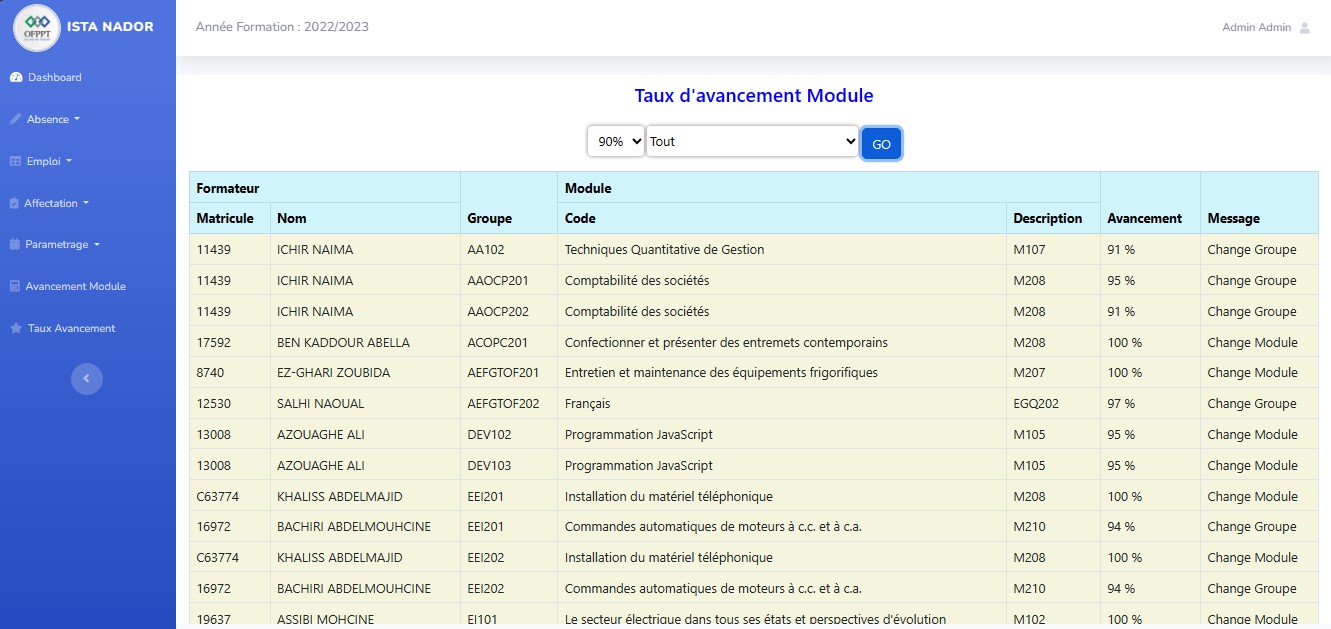 OFPPT
ISTA NADOR
Année Formation : 2022/2023
Admin Admin
Dashboard
Absence
Emploi
Affectation
Parametrage
Avancement Module
Taux Avancement
Taux d'avancement Module
90% Tout GO
Formateur Module
Matricule Nom Groupe Code Description Avancement Message
11439 ICHIR NAIMA AA102 Techniques Quantitative de Gestion M107 91 % Change Groupe
11439 ICHIR NAIMA AAOCP201 Comptabilité des sociétés M208 95 % Change Groupe
11439 ICHIR NAIMA AAOCP202 Comptabilité des sociétés M208 91 % Change Groupe
17592 BEN KADDOUR ABELLA ACOPC201 Confectionner et présenter des entremets contemporains M208 100 % Change Module
8740 EZ-GHARI ZOUBIDA AEFGTOF201 Entretien et maintenance des équipements frigorifiques M207 100 % Change Module
12530 SALHI NAOUAL AEFGTOF202 Français EGQ202 97 % Change Groupe
13008 AZOUAGHE ALI DEV102 Programmation JavaScript M105 95 % Change Module
13008 AZOUAGHE ALI DEV103 Programmation JavaScript M105 95 % Change Module
C63774 KHALISS ABDELMAJID EEI201 Installation du matériel téléphonique M208 100 % Change Module
16972 BACHIRI ABDELMOUHCINE EEI201 Commandes automatiques de moteurs à c.c. et à c.a. M210 94 % Change Groupe
C63774 KHALISS ABDELMAJID EEI202 Installation du matériel téléphonique M208 100 % Change Module
16972 BACHIRI ABDELMOUHCINE EEI202 Commandes automatiques de moteurs à c.c. et à c.a. M210 94 % Change Groupe
19637 ASSIBI MOHCINE EI101 Le secteur électrique dans tous ses états et perspectives d'évolution M102 100 % Change Module